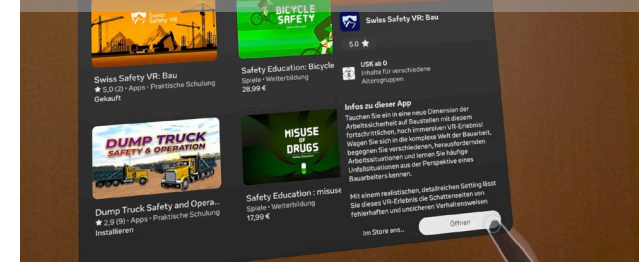 Swiss
Safety VR
Swiss Safety VR: Bau
★ 5,0 (2) • Apps • Praktische Schulung
Gekauft
BICYCLE
SAFETY
Safety Education: Bicycle
Spiele • Weiterbildung
28,99 €
DUMP TRUCK
SAFETY & OPERATION
Dump Truck Safety and Opera..
★ 2,9 (9) • Apps • Praktische Schulung
Installieren
MISUSE
OF
DRUGS
Safety Education : misuse
Spiele • Weiterbildung
17,99 €
Swiss Safety VR: Bau
5.0 ★
USK ab 0
Inhalte für verschiedene
Altersgruppen
Infos zu dieser App
Tauchen Sie ein in eine neue Dimension der
Arbeitssicherheit auf Baustellen mit diesem
fortschrittlichen, hoch immersiven VR-Erlebnis!
Wagen Sie sich in die komplexe Welt der Bauarbeit,
begegnen Sie verschiedenen, herausfordernden
Arbeitssituationen und lernen Sie häufige
Unfallsituationen aus der Perspektive eines
Bauarbeiters kennen.
Mit einem realistischen, detailreichen Setting lässt
Sie dieses VR-Erlebnis die Schattenseiten von
fehlerhaften und unsicheren Verhaltensweisen
Im Store ans..
Öffnen